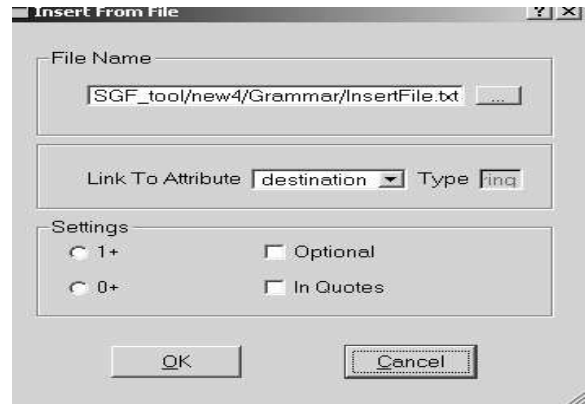 Insert From File
File Name
SGF_tool/new4/Grammar/InsertFile.txt ...
Link To Attribute destination Type ring
Settings
1+ Optional
0+ In Quotes
OK Cancel